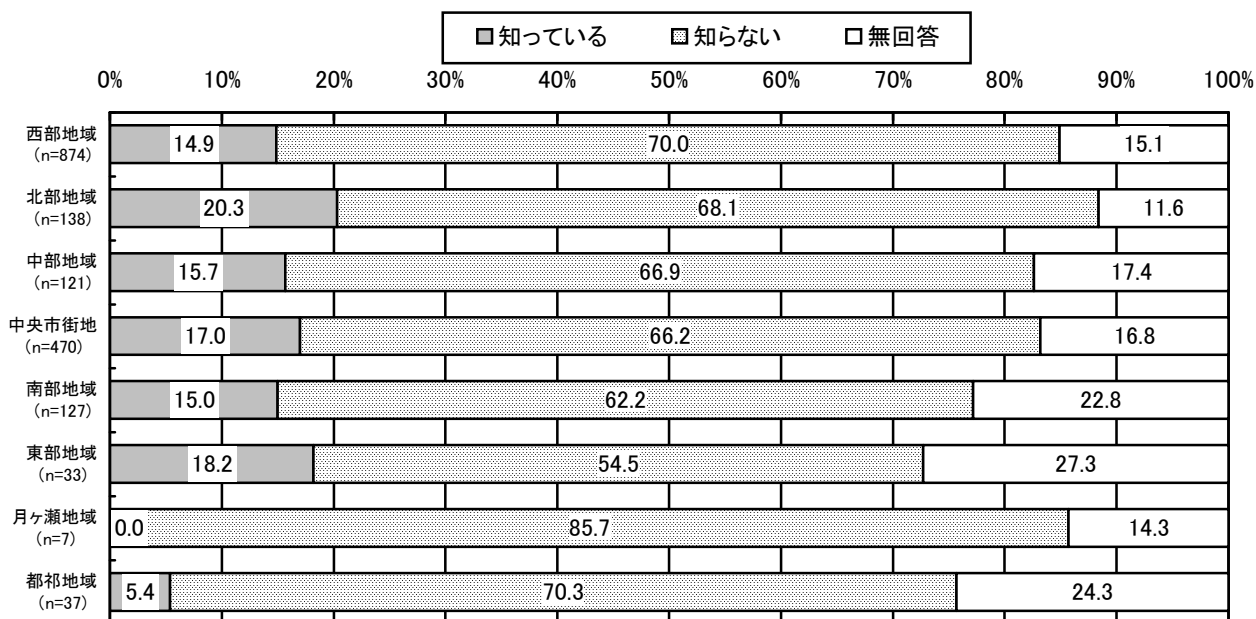 知っている 知らない 無回答
0% 10% 20% 30% 40% 50% 60% 70% 80% 90% 100%
西部地域
(n=874)
14.9 70.0 15.1
北部地域
(n=138)
20.3 68.1 11.6
中部地域
(n=121)
15.7 66.9 17.4
中央市街地
(n=470)
17.0 66.2 16.8
南部地域
(n=127)
15.0 62.2 22.8
東部地域
(n=33)
18.2 54.5 27.3
月ヶ瀬地域
(n=7)
0.0 85.7 14.3
都祁地域
(n=37)
5.4 70.3 24.3